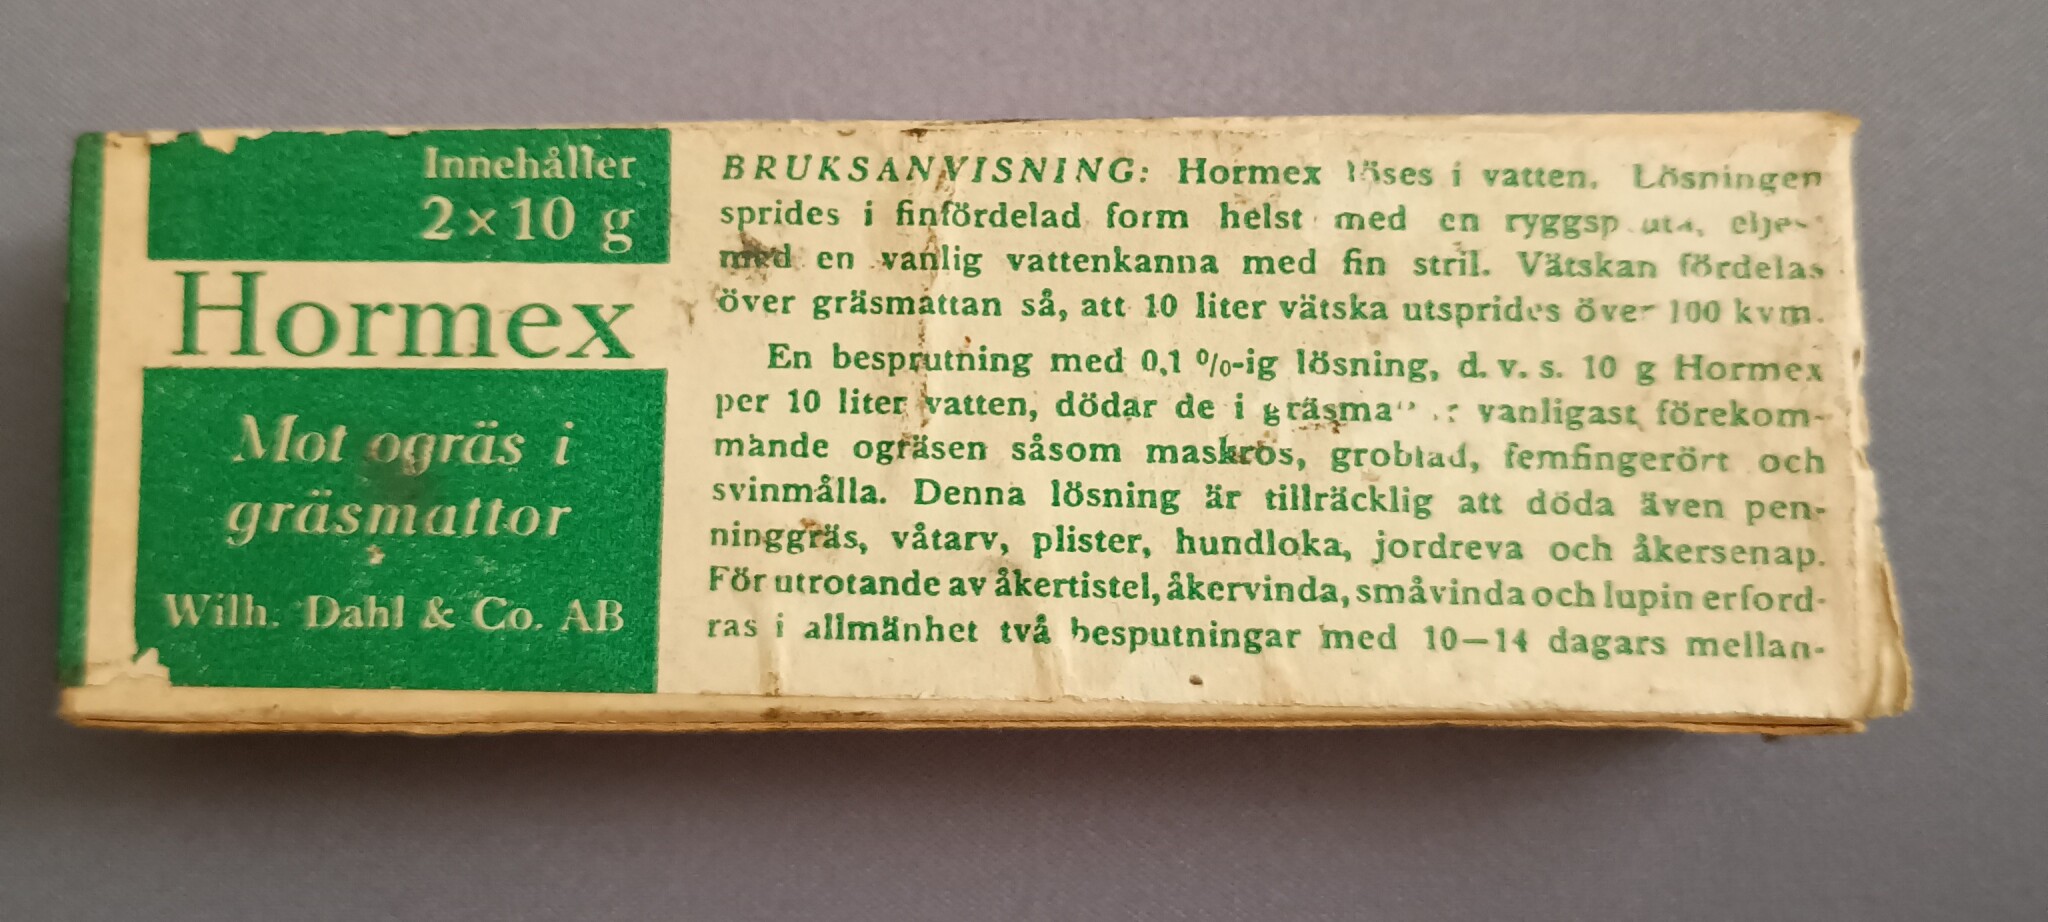 Innehåller
2 x 10 g
Hormex
Mot ogräs i
gräsmattor
Wilh. Dahl & Co. AB
BRUKSANVISNING: Hormex löses i vatten. Lösningen
sprides i finfördelad form helst med en
med en vanlig vattenkanna med fin stril. Vätskan fördelas
över gräsmattan så, att 10 liter vätska utsprides över 100 kvm.
En besprutning med 0,1 %-ig lösning, d. v. s. 10 g Hormex
per 10 liter vatten, dödar de i vanligast förekom-
mande ogräsen såsom maskros, groblad, femfingerört och
svinmålla. Denna lösning är tillräcklig att döda även pen-
ninggräs, våtarv, plister, hundloka, jordreva och åkersenap.
För utrotande av åkertistel, åkervinda, småvinda och lupin erford-
ras i allmänhet två besputningar med 10—14 dagars mellan-